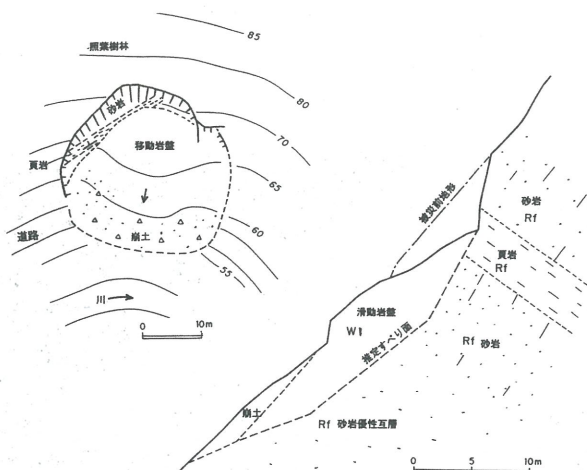 85
照葉樹林
80
砂岩
70
移動岩盤
頁岩
65
60
道路
崩土
55
川
0 10m
被災前地形
砂岩
Rf
頁岩
Rf
滑動岩盤
推定すべり面
Rf 砂岩
崩土
Rf 砂岩優性互層
0 5 10m